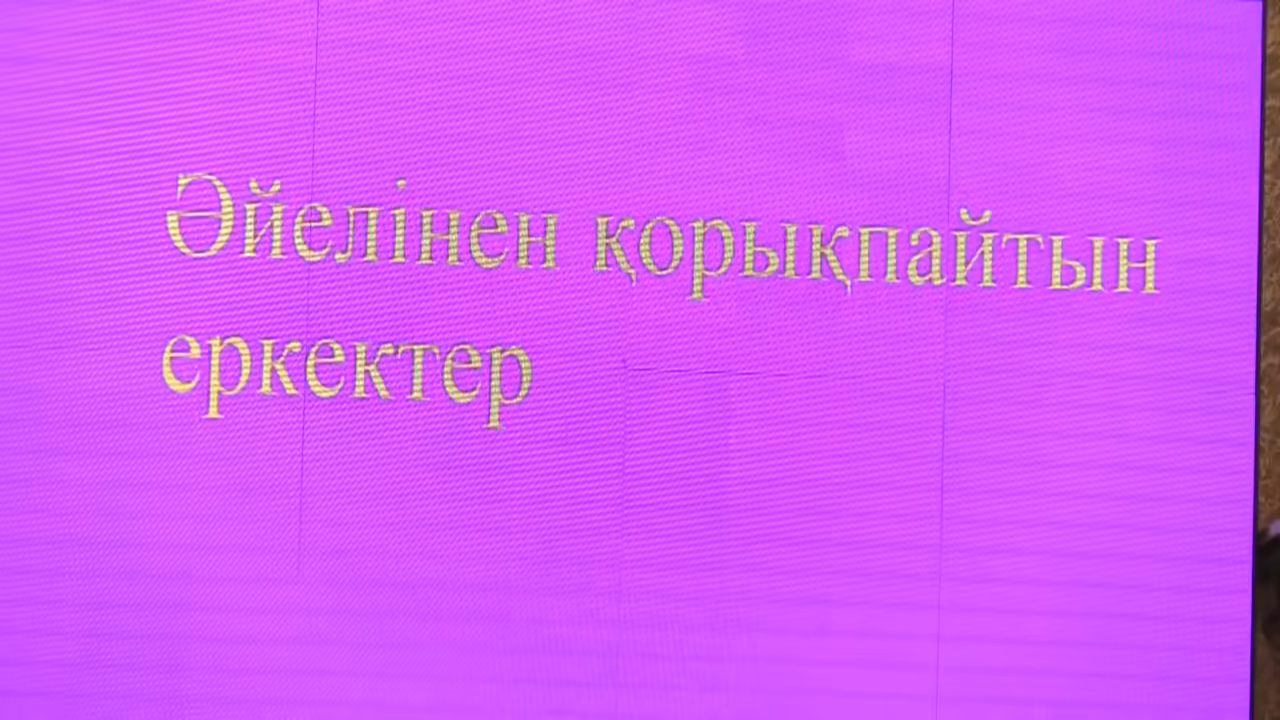 Әйелінен қорықпайтын
еркектер